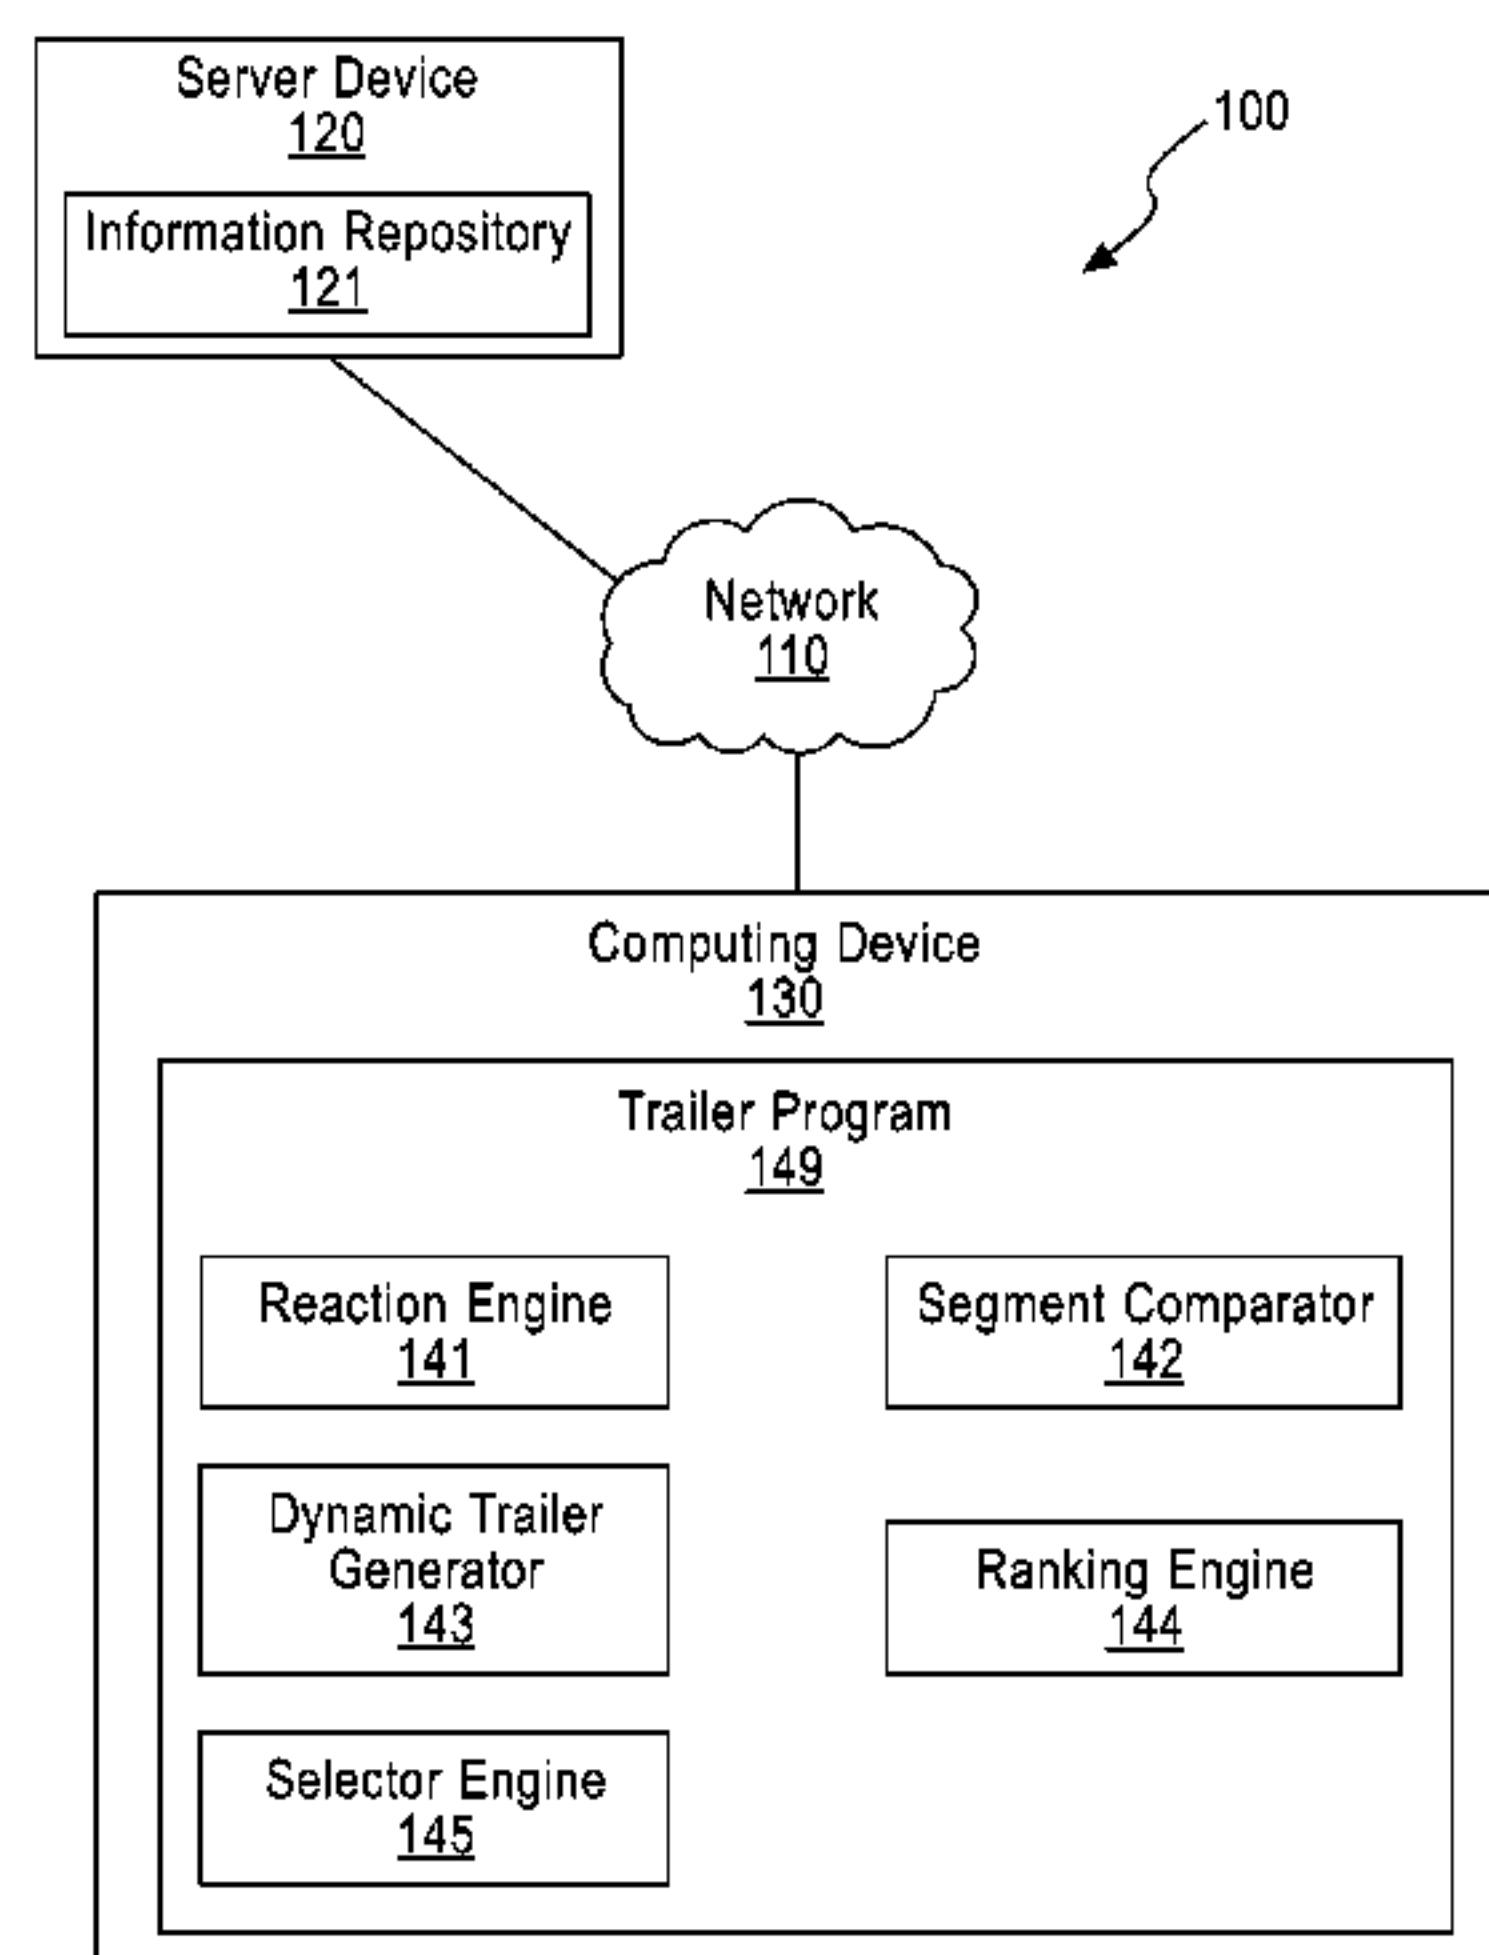 Server Device
120
Information Repository
121
100
Network
110
Computing Device
130
Trailer Program
149
Reaction Engine
141
Segment Comparator
142
Dynamic Trailer
Generator
143
Ranking Engine
144
Selector Engine
145